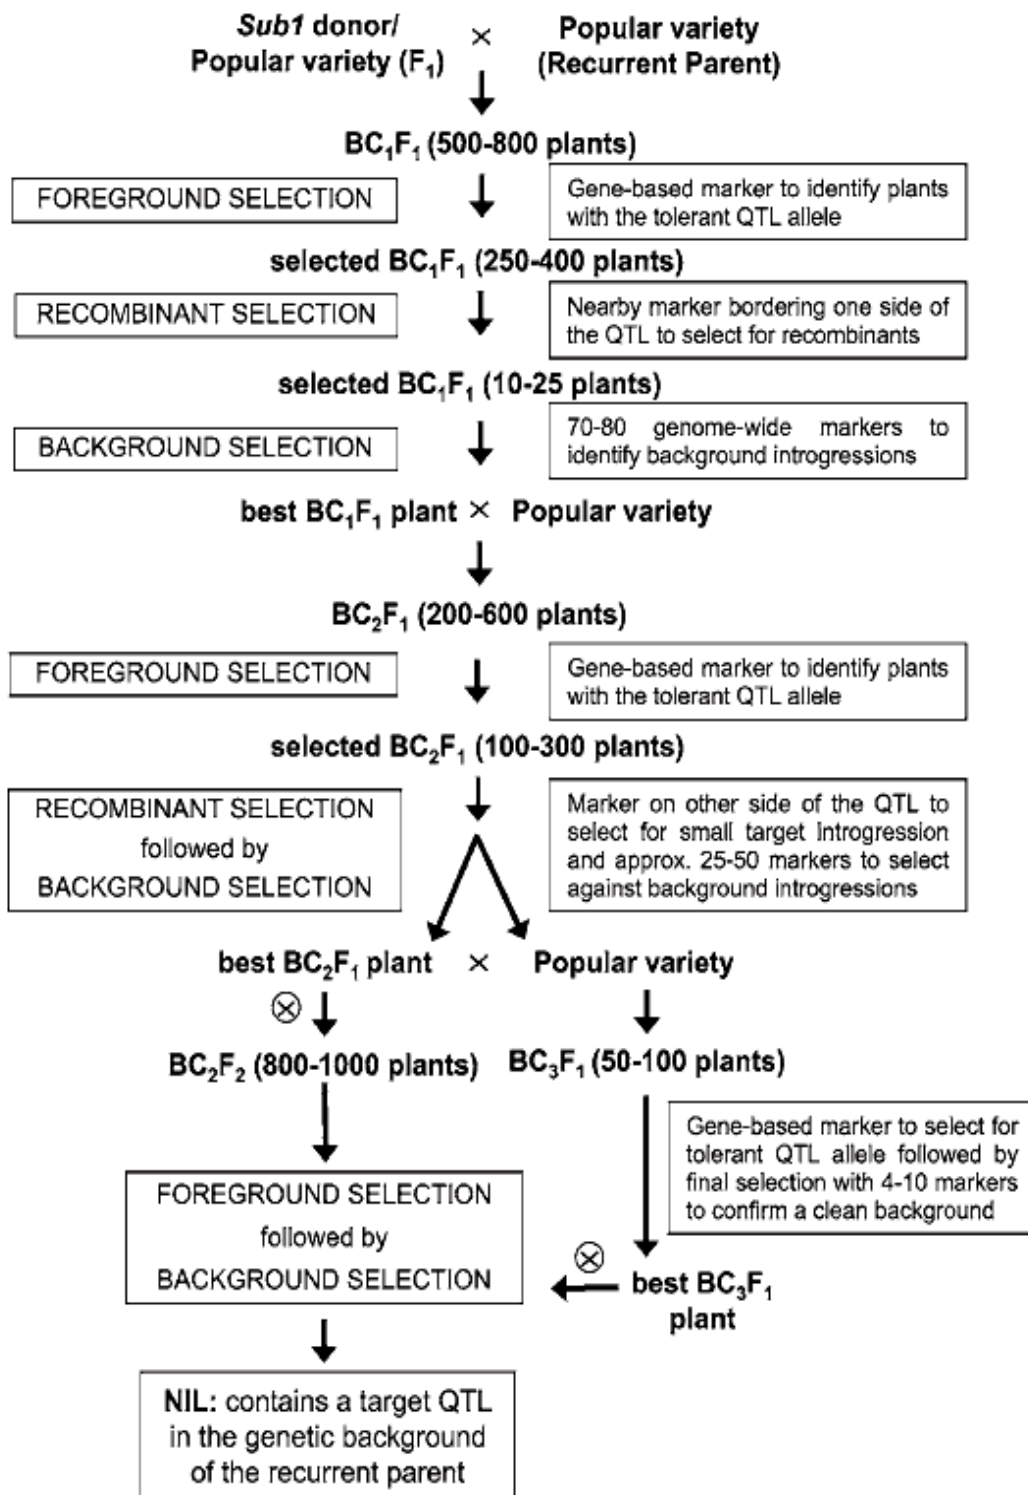 Sub1 donor/ × Popular variety
Popular variety (F₁) (Recurrent Parent)
BC₁F₁ (500-800 plants)
FOREGROUND SELECTION
Gene-based marker to identify plants
with the tolerant QTL allele
selected BC₁F₁ (250-400 plants)
RECOMBINANT SELECTION
Nearby marker bordering one side of
the QTL to select for recombinants
selected BC₁F₁ (10-25 plants)
BACKGROUND SELECTION
70-80 genome-wide markers to
identify background introgressions
best BC₁F₁ plant × Popular variety
BC₂F₁ (200-600 plants)
FOREGROUND SELECTION
Gene-based marker to identify plants
with the tolerant QTL allele
selected BC₂F₁ (100-300 plants)
RECOMBINANT SELECTION
followed by
BACKGROUND SELECTION
Marker on other side of the QTL to
select for small target introgression
and approx. 25-50 markers to select
against background introgressions
best BC₂F₁ plant × Popular variety
⊗
BC₂F₂ (800-1000 plants)
BC₃F₁ (50-100 plants)
Gene-based marker to select for
tolerant QTL allele followed by
final selection with 4-10 markers
to confirm a clean background
FOREGROUND SELECTION
followed by
BACKGROUND SELECTION
⊗
best BC₃F₁
plant
NIL: contains a target QTL
in the genetic background
of the recurrent parent